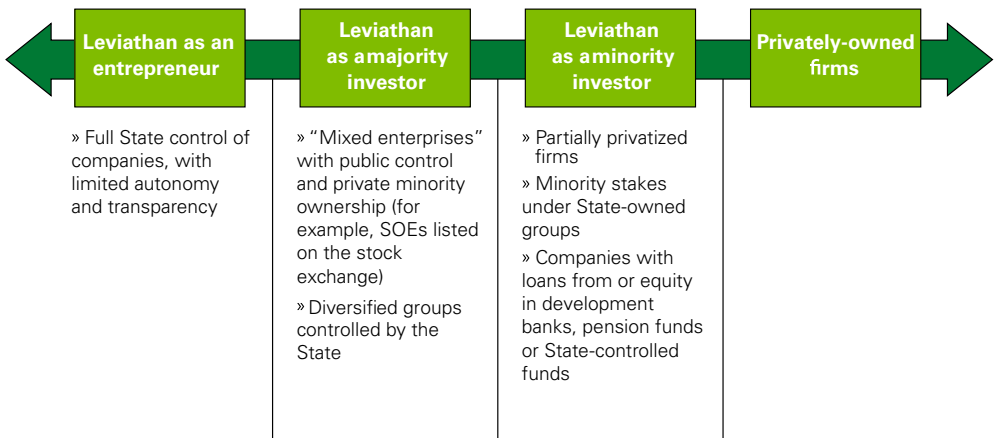 Leviathan as an
entrepreneur
» Full State control of
companies, with
limited autonomy
and transparency
Leviathan
as amajority
investor
» “Mixed enterprises”
with public control
and private minority
ownership (for
example, SOEs listed
on the stock
exchange)
» Diversified groups
controlled by the
State
Leviathan
as aminority
investor
» Partially privatized
firms
» Minority stakes
under State-owned
groups
» Companies with
loans from or equity
in development
banks, pension funds
or State-controlled
funds
Privately-owned
firms